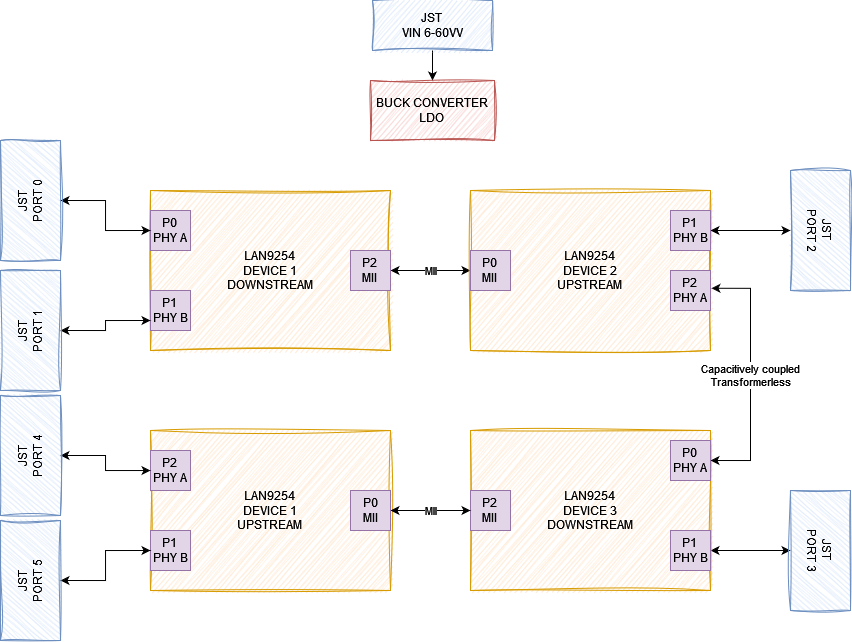 JST
VIN 6-60VV
BUCK CONVERTER
LDO
JST
PORT 0
P0
PHY A
P1
PHY B
LAN9254
DEVICE 1
DOWNSTREAM
P2
MII
MII
P0
MII
LAN9254
DEVICE 2
UPSTREAM
P1
PHY B
P2
PHY A
JST
PORT 2
JST
PORT 1
Capacitively coupled
Transformerless
JST
PORT 4
P2
PHY A
P1
PHY B
LAN9254
DEVICE 1
UPSTREAM
P0
MII
MII
P2
MII
LAN9254
DEVICE 3
DOWNSTREAM
P0
PHY A
P1
PHY B
JST
PORT 3
JST
PORT 5